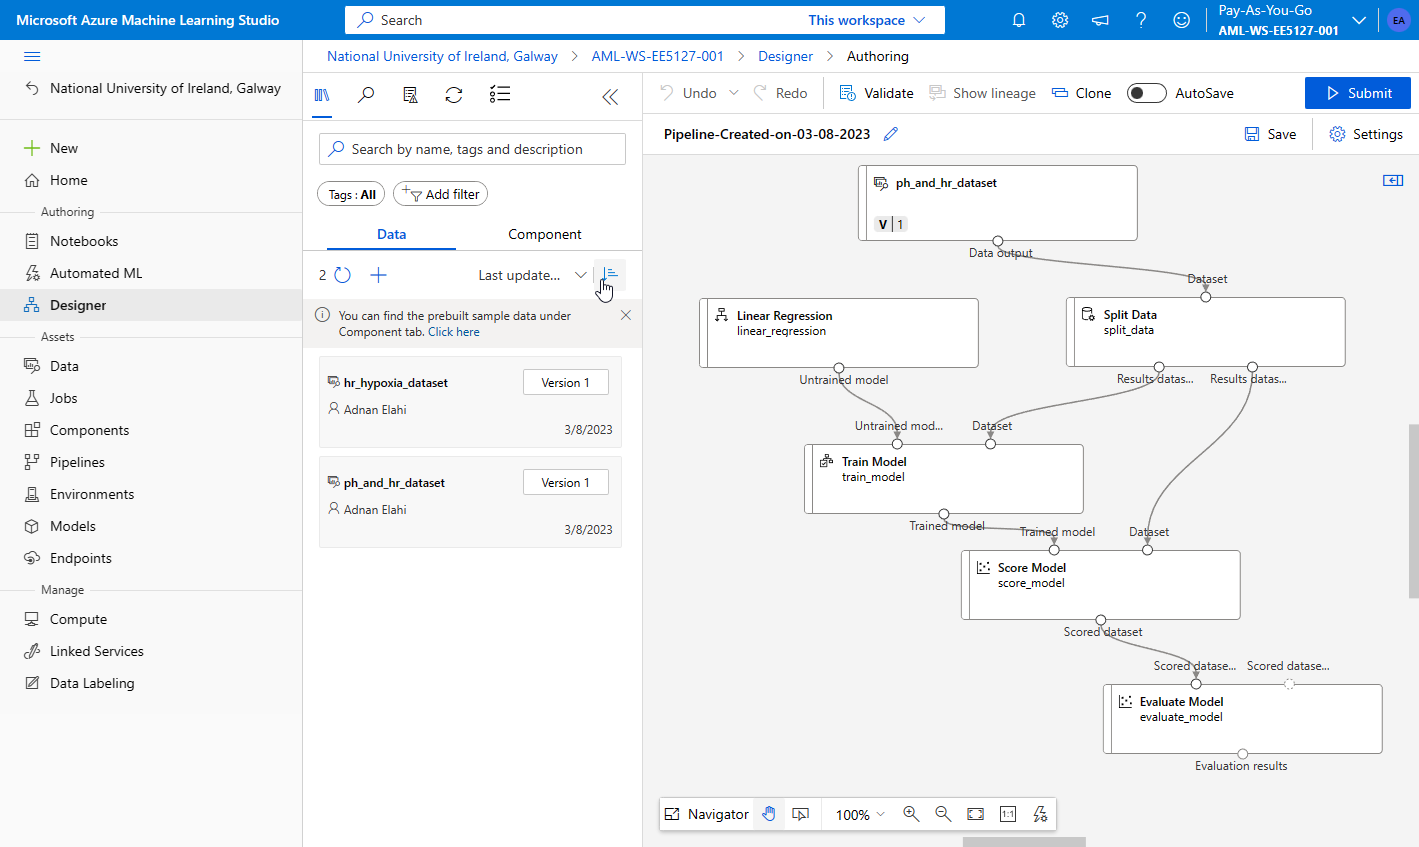 Microsoft Azure Machine Learning Studio
Search
This workspace
Pay-As-You-Go
AML-WS-EE5127-001
EA
National University of Ireland, Galway
New
Home
Authoring
Notebooks
Automated ML
Designer
Assets
Data
Jobs
Components
Pipelines
Environments
Models
Endpoints
Manage
Compute
Linked Services
Data Labeling
National University of Ireland, Galway > AML-WS-EE5127-001 > Designer > Authoring
Search by name, tags and description
Tags : All
Add filter
Data
Component
2
Last update...
You can find the prebuilt sample data under
Component tab. Click here
hr_hypoxia_dataset
Version 1
Adnan Elahi
3/8/2023
ph_and_hr_dataset
Version 1
Adnan Elahi
3/8/2023
Undo
Redo
Validate
Show lineage
Clone
AutoSave
Submit
Pipeline-Created-on-03-08-2023
Save
Settings
ph_and_hr_dataset
V 1
Data output
Dataset
Linear Regression
linear_regression
Split Data
split_data
Untrained model
Results datas...
Results datas...
Untrained mod...
Dataset
Train Model
train_model
Trained model
Trained model
Dataset
Score Model
score_model
Scored dataset
Scored datase...
Scored datase...
Evaluate Model
evaluate_model
Evaluation results
Navigator
100%
1:1